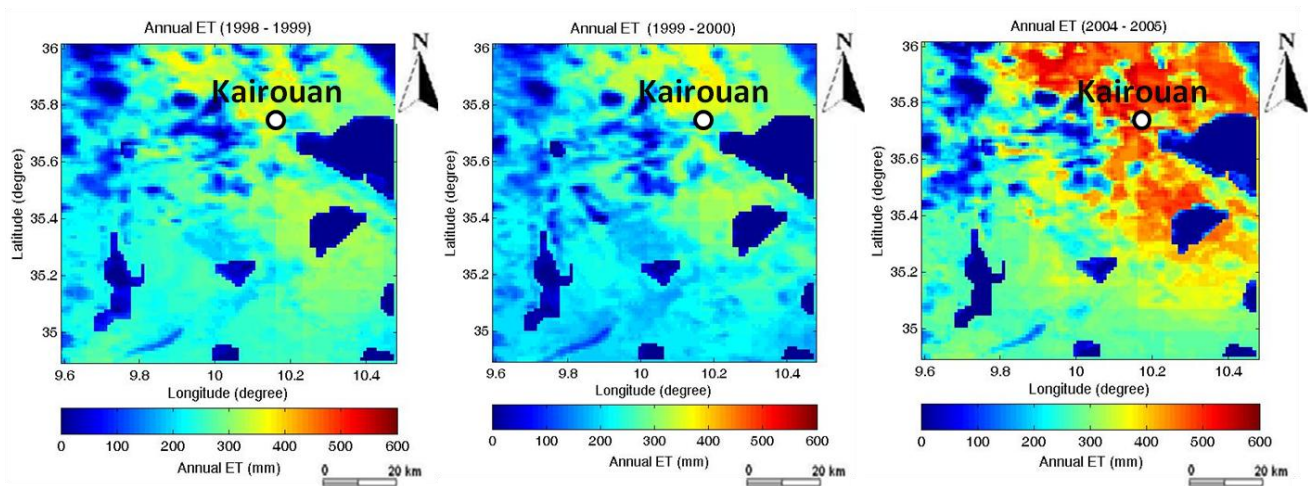 Annual ET (1998 - 1999)
N
36
35.8
35.6
35.4
35.2
35
Latitude (degree)
Kairouan
9.6 9.8 10 10.2 10.4
Longitude (degree)
0 100 200 300 400 500 600
Annual ET (mm)
0 20 km
Annual ET (1999 - 2000)
N
36
35.8
35.6
35.4
35.2
35
Latitude (degree)
Kairouan
9.6 9.8 10 10.2 10.4
Longitude (degree)
0 100 200 300 400 500 600
Annual ET (mm)
0 20 km
Annual ET (2004 - 2005)
N
36
35.8
35.6
35.4
35.2
35
Latitude (degree)
Kairouan
9.6 9.8 10 10.2 10.4
Longitude (degree)
0 100 200 300 400 500 600
Annual ET (mm)
0 20 km